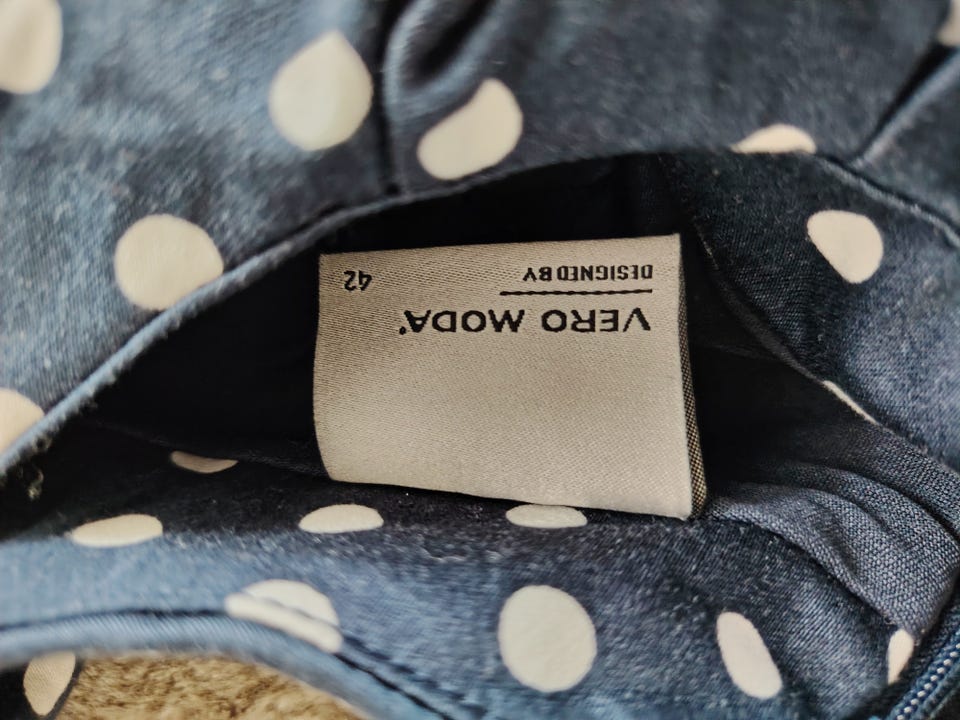 VERO MODA®
DESIGNED BY
42